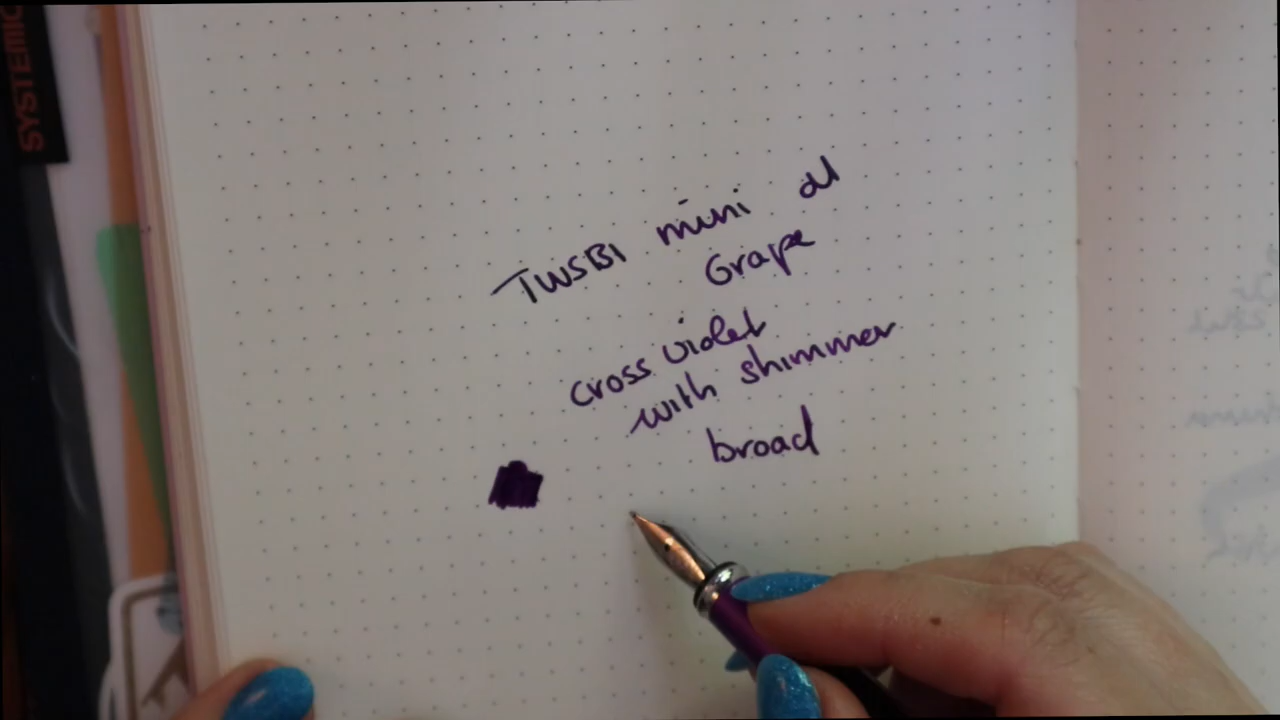 SYSTEMIC
TWSBI mini al
Grape
cross violet
with shimmer
broad